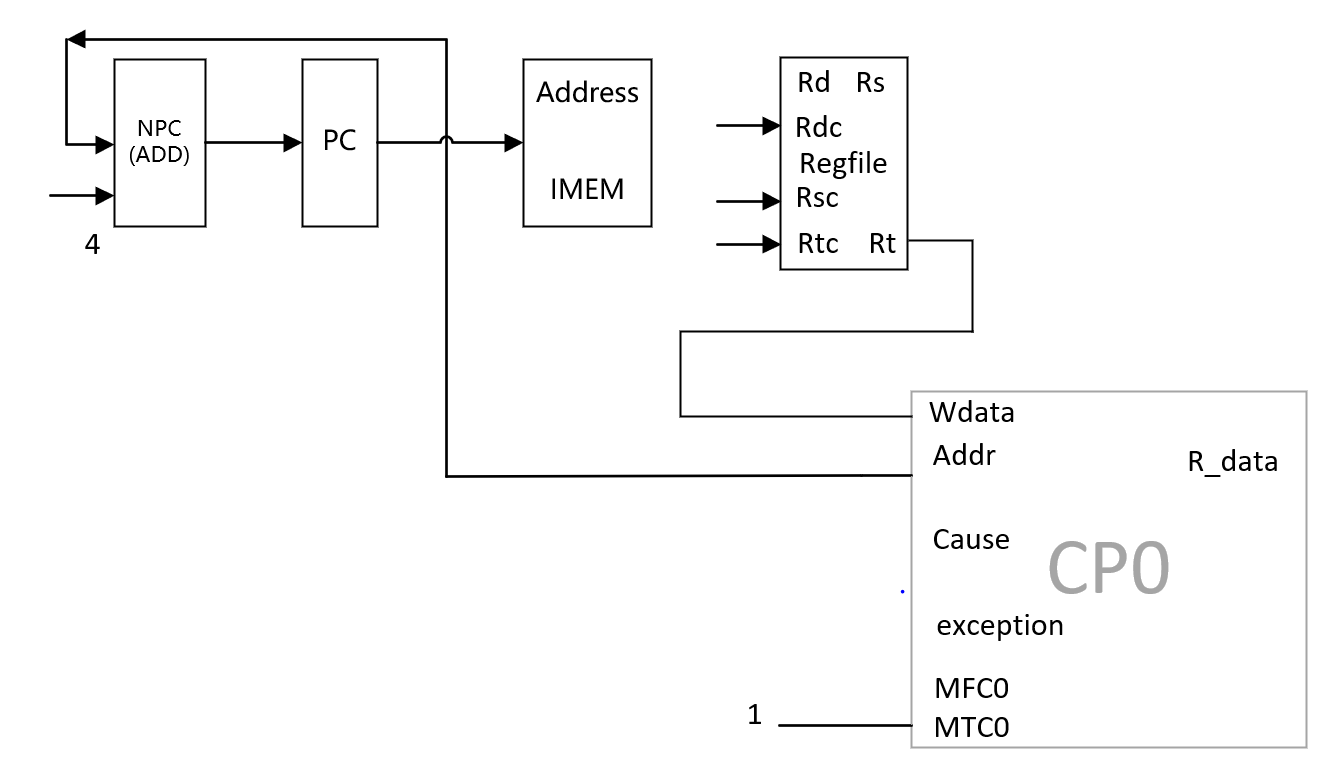 NPC
(ADD)
4
PC
Address
IMEM
Rd Rs
Rdc
Regfile
Rsc
Rtc Rt
Wdata
Addr
R_data
Cause
CP0
exception
MFC0
1
MTC0